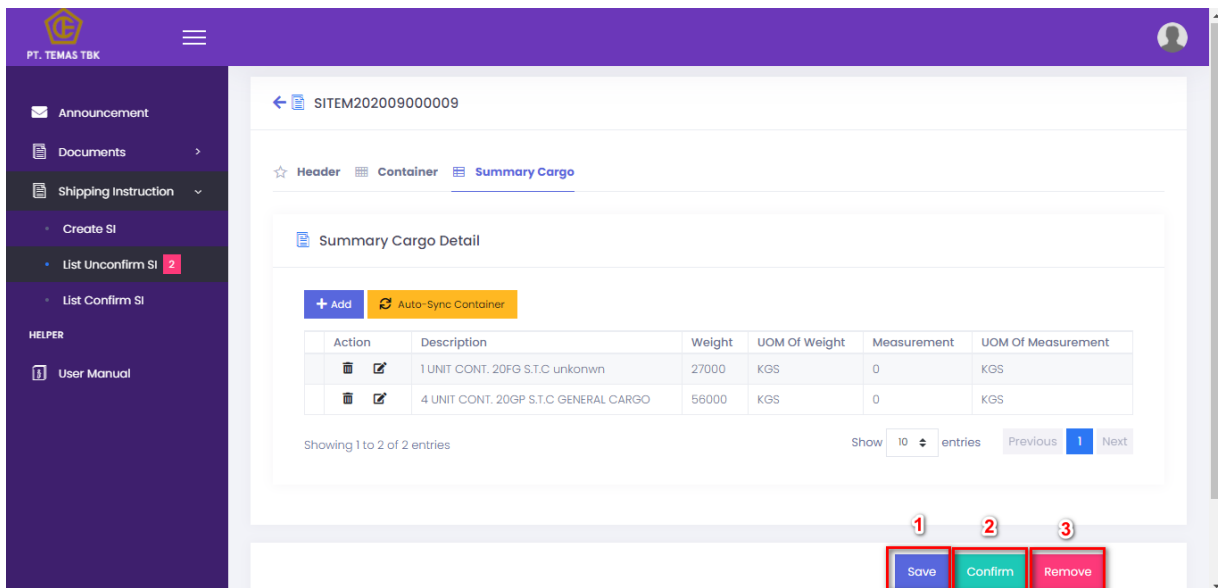 PT. TEMAS TBK
Announcement
Documents
Shipping Instruction
Create SI
List Unconfirm SI 2
List Confirm SI
HELPER
User Manual
SITEM202009000009
Header Container Summary Cargo
Summary Cargo Detail
+ Add Auto-Sync Container
Action Description Weight UOM Of Weight Measurement UOM Of Measurement
1 UNIT CONT. 20FG S.T.C unkonwn 27000 KGS 0 KGS
4 UNIT CONT. 20GP S.T.C GENERAL CARGO 56000 KGS 0 KGS
Showing 1 to 2 of 2 entries Show 10 entries Previous 1 Next
1 2 3
Save Confirm Remove